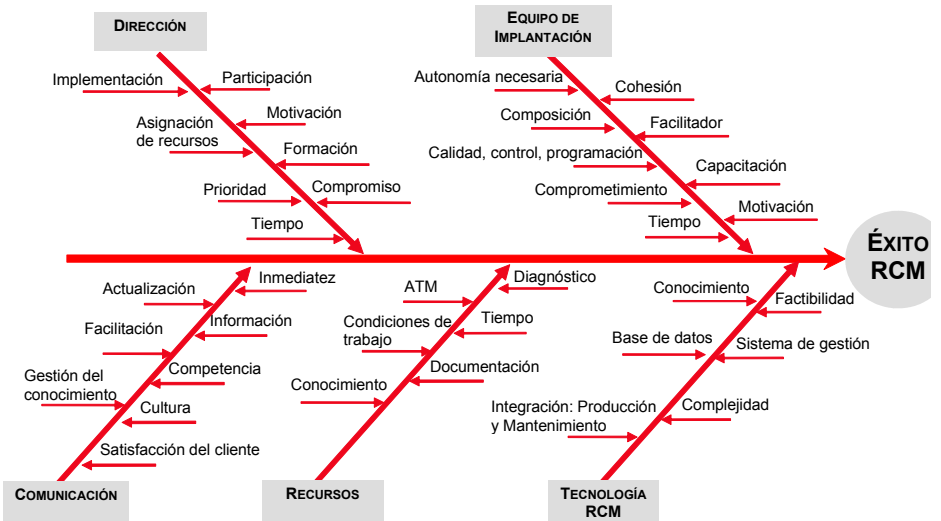 DIRECCIÓN
EQUIPO DE
IMPLANTACIÓN
Implementación
Participación
Motivación
Asignación
de recursos
Formación
Prioridad
Compromiso
Tiempo
Autonomía necesaria
Cohesión
Composición
Facilitador
Calidad, control, programación
Capacitación
Comprometimiento
Motivación
Tiempo
ÉXITO
RCM
Inmediatez
Actualización
Información
Facilitación
Competencia
Gestión del
conocimiento
Cultura
Satisfacción del cliente
COMUNICACIÓN
Diagnóstico
ATM
Tiempo
Condiciones de
trabajo
Documentación
Conocimiento
RECURSOS
Conocimiento
Factibilidad
Base de datos
Sistema de gestión
Complejidad
Integración: Producción
y Mantenimiento
TECNOLOGÍA
RCM